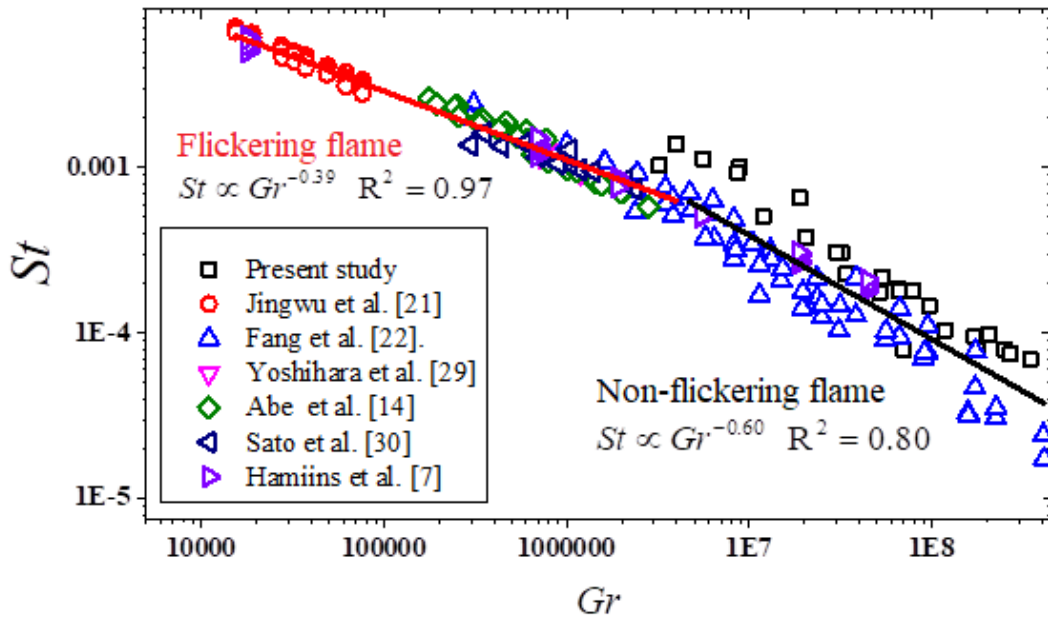 Flickering flame
St ∝ Gr^−0.39 R^2 = 0.97
Present study
Jingwu et al. [21]
Fang et al. [22].
Yoshihara et al. [29]
Abe et al. [14]
Sato et al. [30]
Hamiins et al. [7]
Non-flickering flame
St ∝ Gr^−0.60 R^2 = 0.80
St
0.001
1E-4
1E-5
10000 100000 1000000 1E7 1E8
Gr